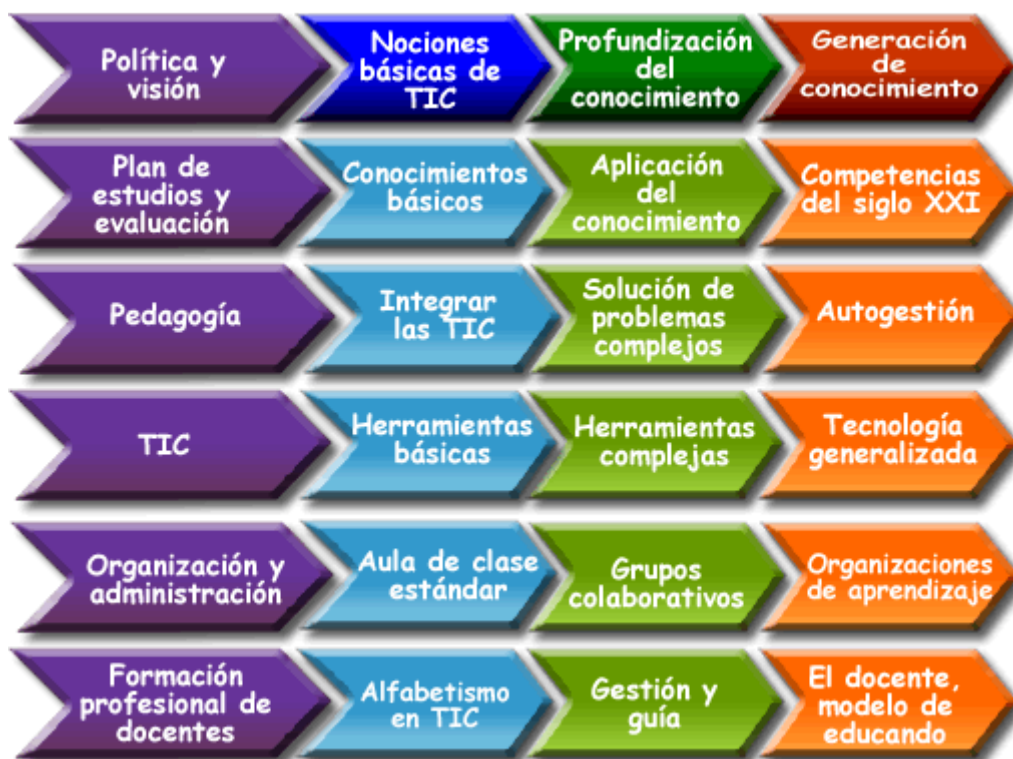 Política y
visión
Nociones
básicas de
TIC
Profundización
del
conocimiento
Generación
de
conocimiento
Plan de
estudios y
evaluación
Conocimientos
básicos
Aplicación
del
conocimiento
Competencias
del siglo XXI
Pedagogía
Integrar
las TIC
Solución de
problemas
complejos
Autogestión
TIC
Herramientas
básicas
Herramientas
complejas
Tecnología
generalizada
Organización y
administración
Aula de clase
estándar
Grupos
colaborativos
Organizaciones
de aprendizaje
Formación
profesional de
docentes
Alfabetismo
en TIC
Gestión y
guía
El docente,
modelo de
educando